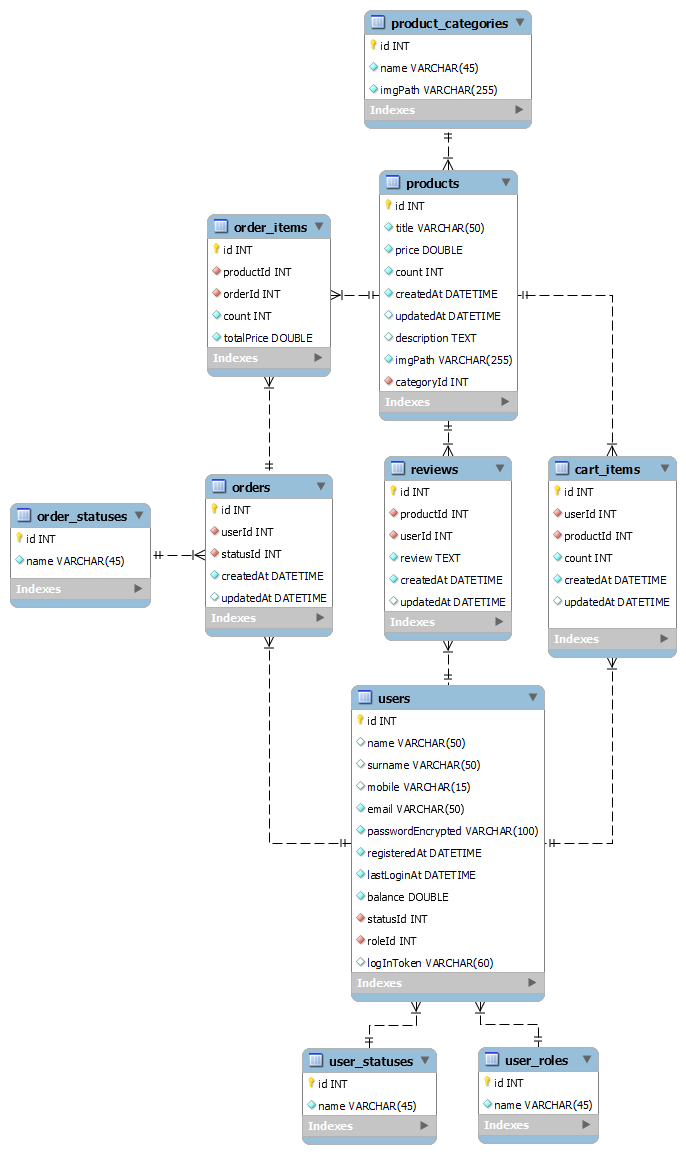 product_categories
id INT
name VARCHAR(45)
imgPath VARCHAR(255)
Indexes
products
id INT
title VARCHAR(50)
price DOUBLE
count INT
createdAt DATETIME
updatedAt DATETIME
description TEXT
imgPath VARCHAR(255)
categoryId INT
Indexes
order_items
id INT
productId INT
orderId INT
count INT
totalPrice DOUBLE
Indexes
order_statuses
id INT
name VARCHAR(45)
Indexes
orders
id INT
userId INT
statusId INT
createdAt DATETIME
updatedAt DATETIME
Indexes
reviews
id INT
productId INT
userId INT
review TEXT
createdAt DATETIME
updatedAt DATETIME
Indexes
cart_items
id INT
userId INT
productId INT
count INT
createdAt DATETIME
updatedAt DATETIME
Indexes
users
id INT
name VARCHAR(50)
surname VARCHAR(50)
mobile VARCHAR(15)
email VARCHAR(50)
passwordEncrypted VARCHAR(100)
registeredAt DATETIME
lastLoginAt DATETIME
balance DOUBLE
statusId INT
roleId INT
logInToken VARCHAR(60)
Indexes
user_statuses
id INT
name VARCHAR(45)
Indexes
user_roles
id INT
name VARCHAR(45)
Indexes